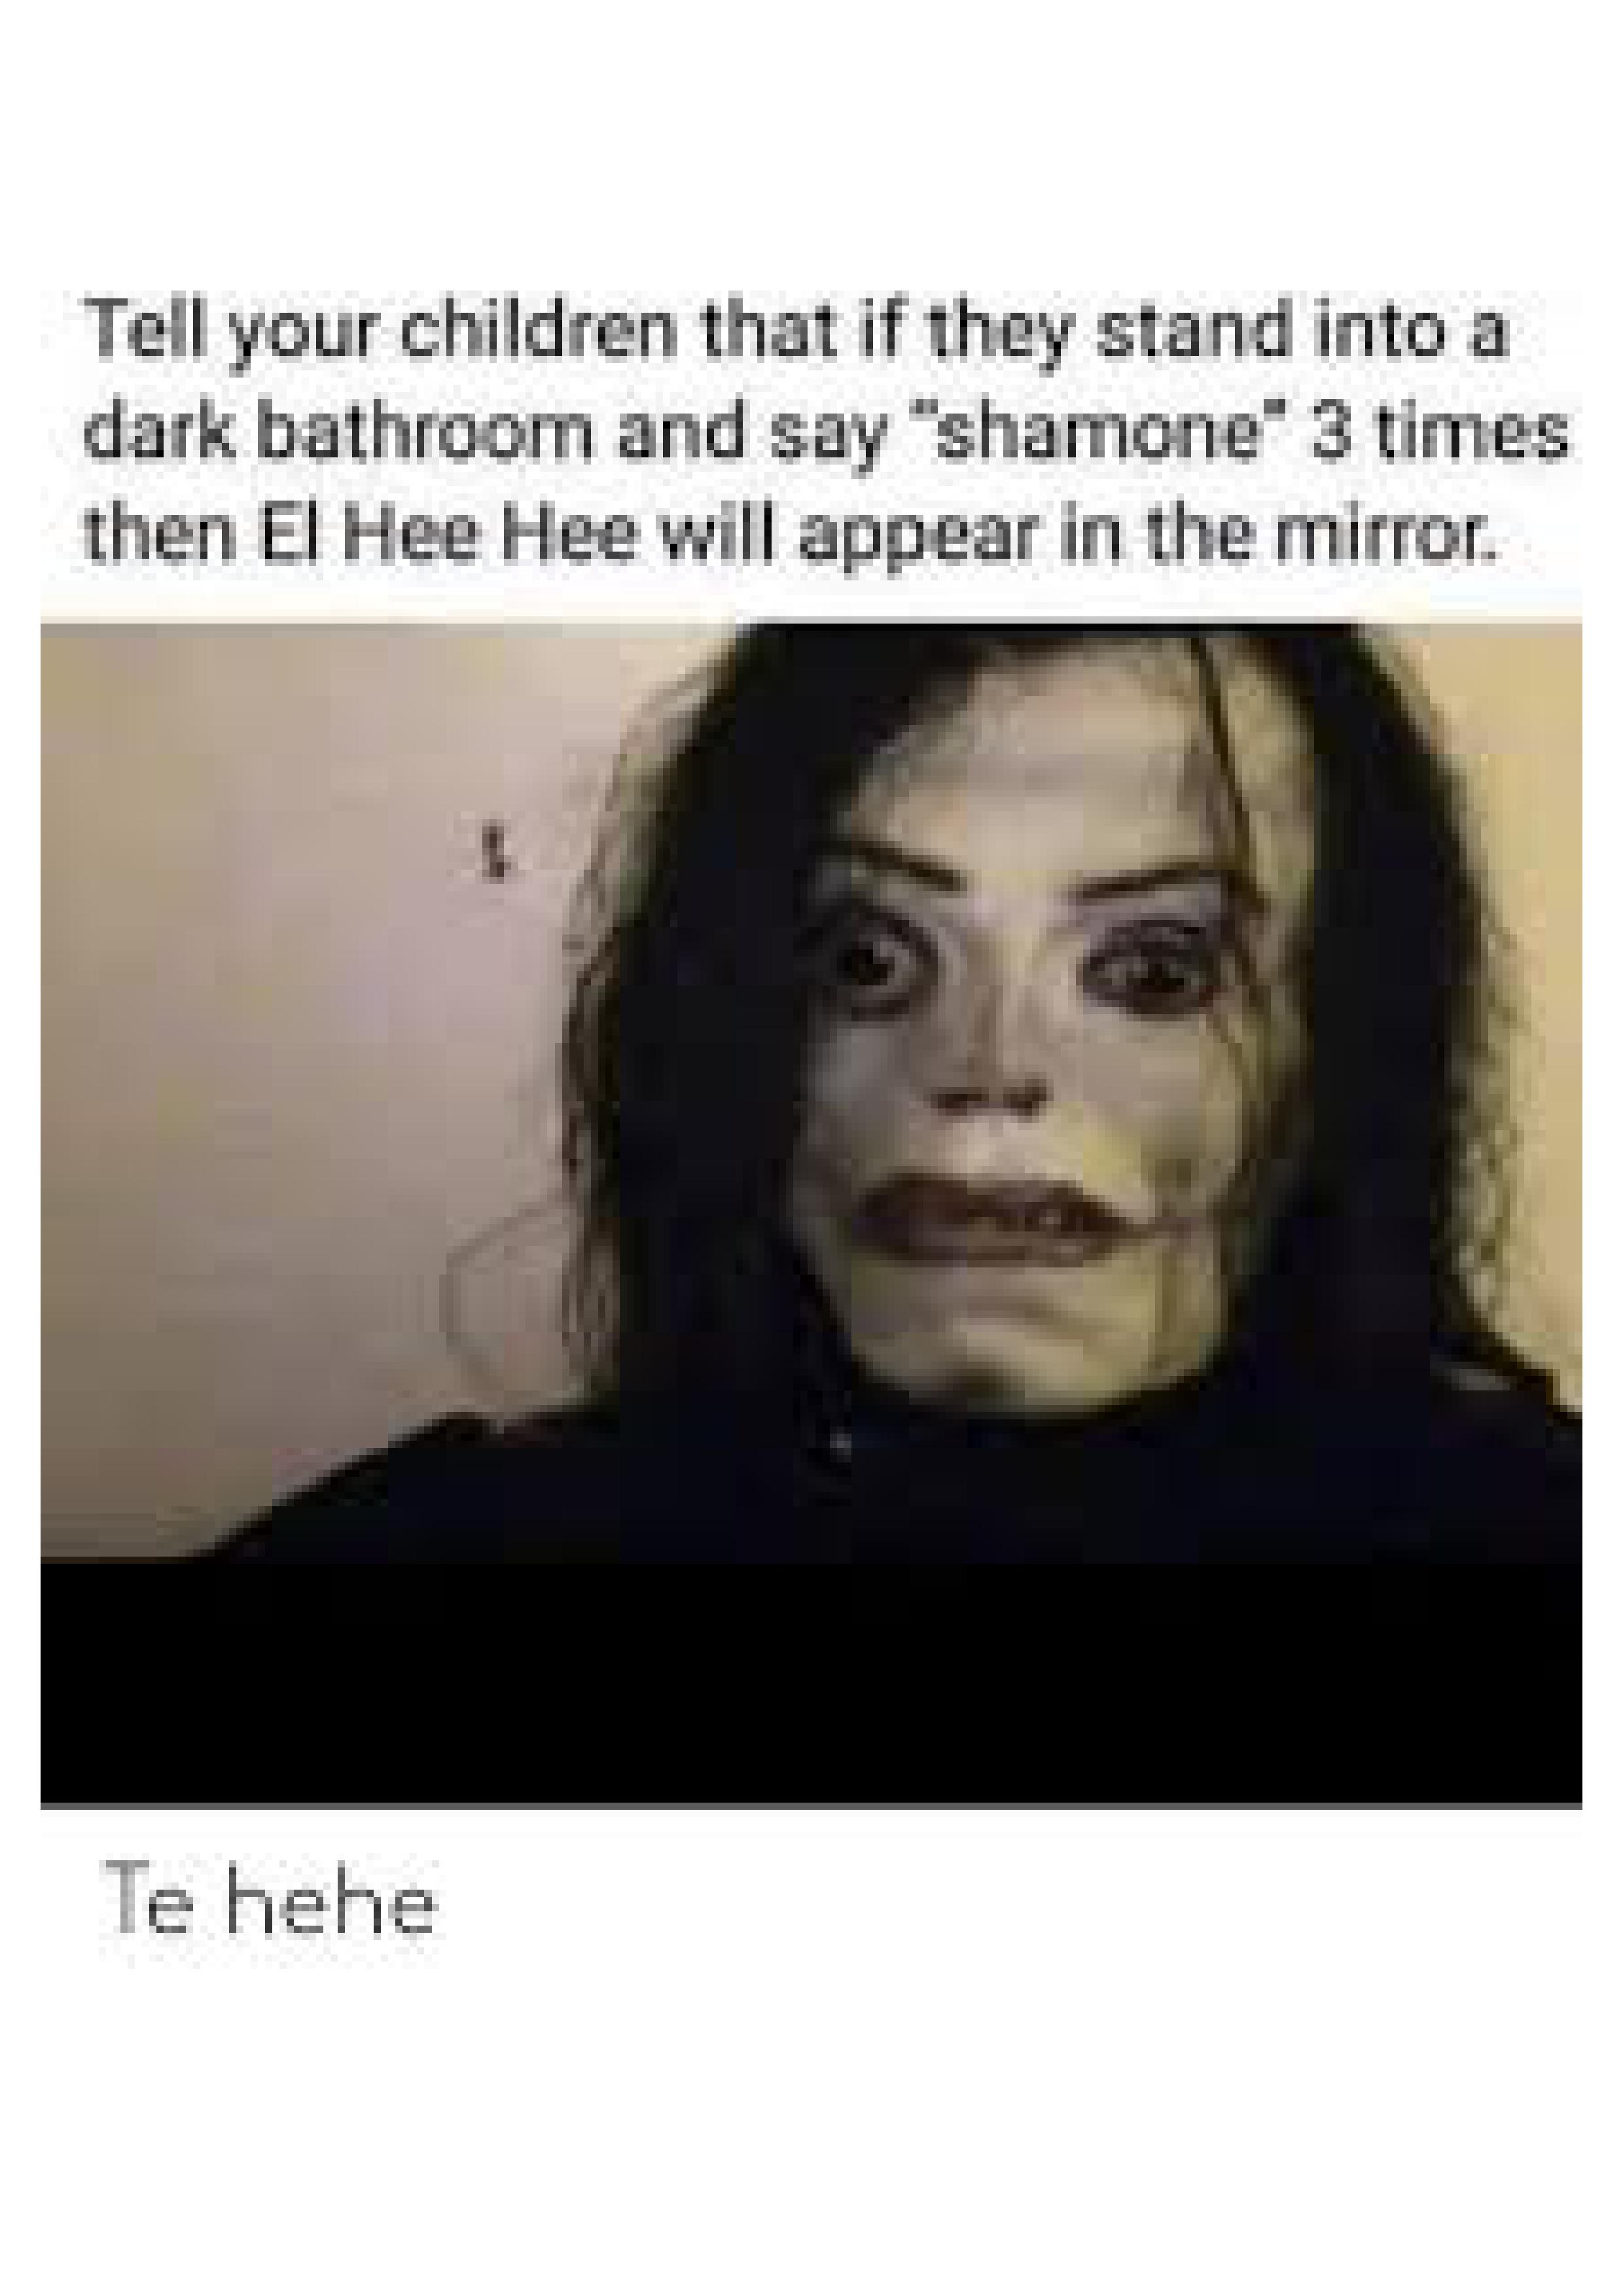 Tell your children that if they stand into a
dark bathroom and say "shamone" 3 times
then El Hee Hee will appear in the mirror.
Te hehe